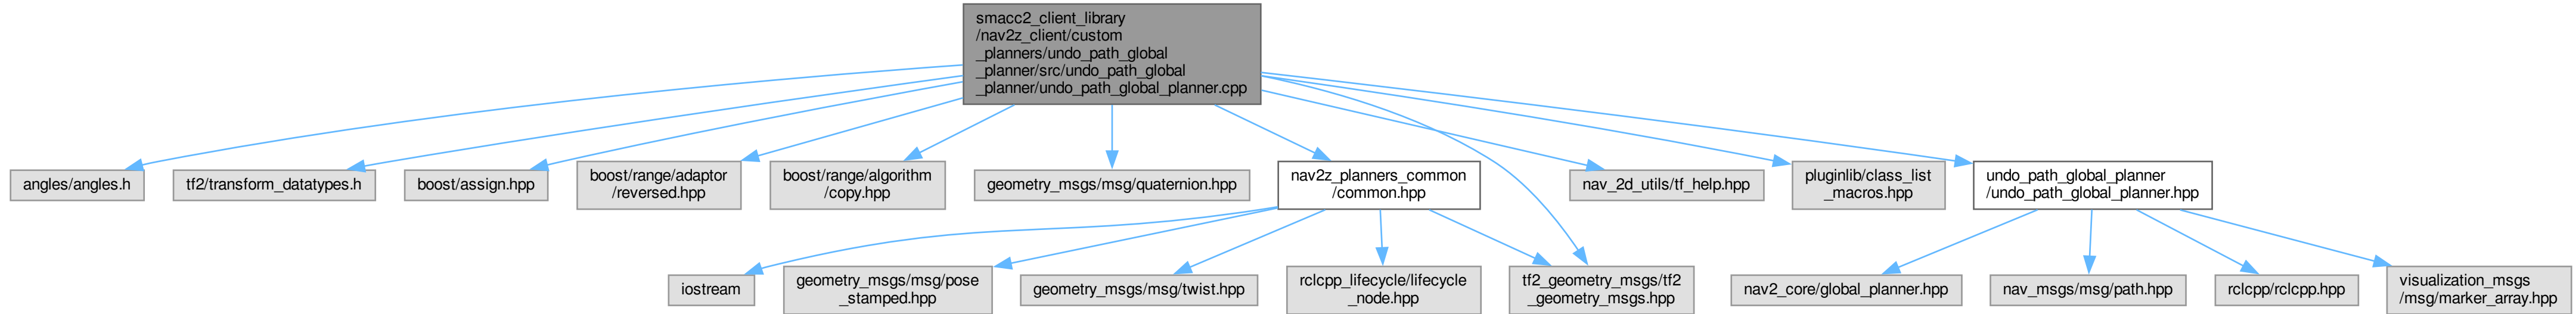 smacc2_client_library
/nav2z_client/custom
_planners/undo_path_global
_planner/src/undo_path_global
_planner/undo_path_global_planner.cpp
angles/angles.h
tf2/transform_datatypes.h
boost/assign.hpp
boost/range/adaptor
/reversed.hpp
boost/range/algorithm
/copy.hpp
geometry_msgs/msg/quaternion.hpp
nav2z_planners_common
/common.hpp
nav_2d_utils/tf_help.hpp
pluginlib/class_list
_macros.hpp
undo_path_global_planner
/undo_path_global_planner.hpp
iostream
geometry_msgs/msg/pose
_stamped.hpp
geometry_msgs/msg/twist.hpp
rclcpp_lifecycle/lifecycle
_node.hpp
tf2_geometry_msgs/tf2
_geometry_msgs.hpp
nav2_core/global_planner.hpp
nav_msgs/msg/path.hpp
rclcpp/rclcpp.hpp
visualization_msgs
/msg/marker_array.hpp